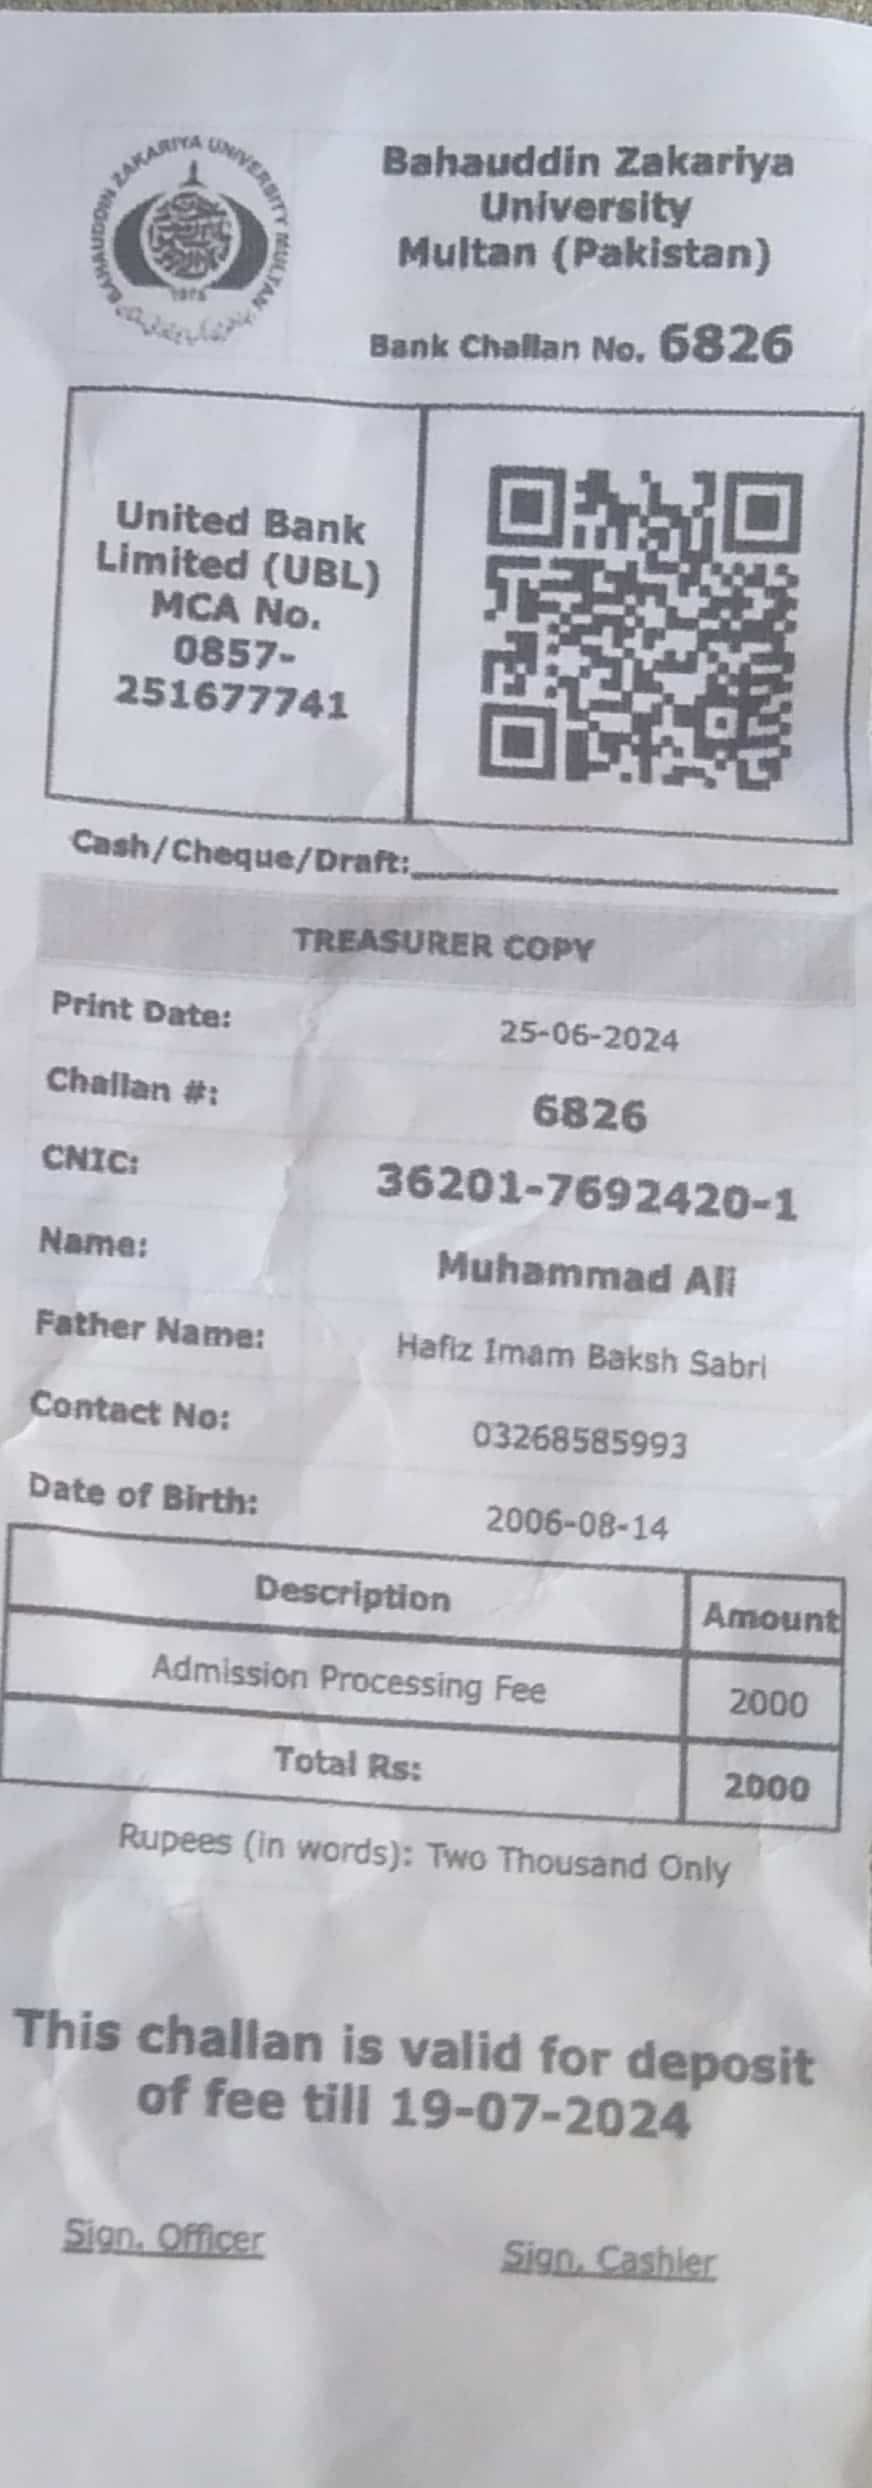 BAHAUDDIN ZAKARIYA UNIVERSITY MULTAN
1975
Bahauddin Zakariya
University
Multan (Pakistan)
Bank Challan No. 6826
United Bank
Limited (UBL)
MCA No.
0857-
251677741
Cash/Cheque/Draft:
TREASURER COPY
Print Date: 25-06-2024
Challan #: 6826
CNIC: 36201-7692420-1
Name: Muhammad Ali
Father Name: Hafiz Imam Baksh Sabri
Contact No: 03268585993
Date of Birth: 2006-08-14
Description Amount
Admission Processing Fee 2000
Total Rs: 2000
Rupees (in words): Two Thousand Only
This challan is valid for deposit
of fee till 19-07-2024
Sign. Officer Sign. Cashier